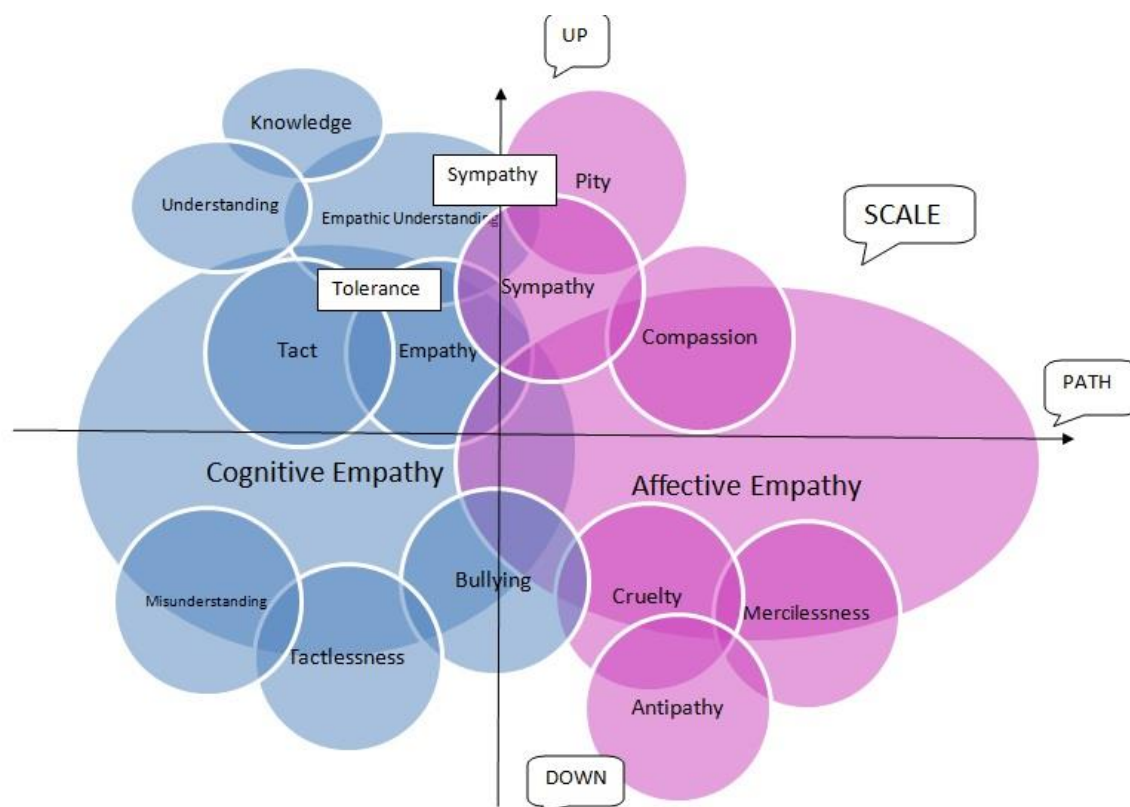 UP
Knowledge
Sympathy
Pity
Understanding
Empathic Understanding
SCALE
Tolerance
Sympathy
Compassion
Tact
Empathy
PATH
Cognitive Empathy
Affective Empathy
Bullying
Misunderstanding
Cruelty
Mercilessness
Tactlessness
Antipathy
DOWN